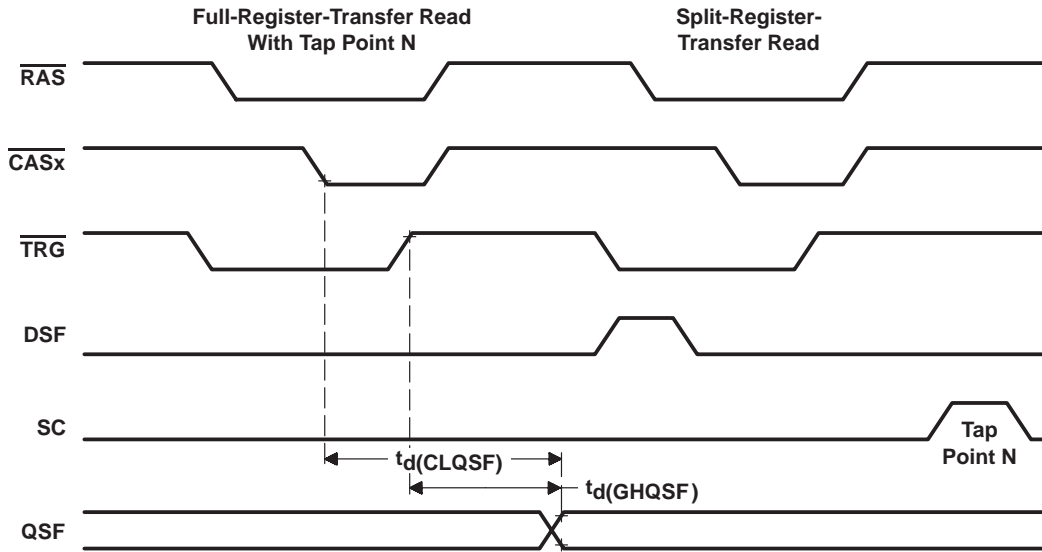 Full-Register-Transfer Read
With Tap Point N
Split-Register-
Transfer Read
RAS
CASx
TRG
DSF
SC
Tap
Point N
td(CLQSF)
td(GHQSF)
QSF